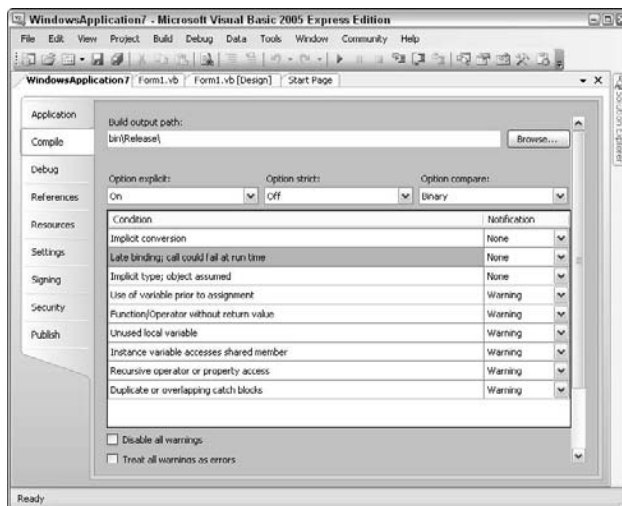 WindowsApplication7 - Microsoft Visual Basic 2005 Express Edition
File Edit View Project Build Debug Data Tools Window Community Help
WindowsApplication7 Form1.vb Form1.vb [Design] Start Page
Solution Explorer
Application
Compile
Debug
References
Resources
Settings
Signing
Security
Publish
Build output path:
bin\Release\
Browse...
Option explicit: Option strict: Option compare:
On Off Binary
Condition Notification
Implicit conversion None
Late binding; call could fail at run time None
Implicit type; object assumed None
Use of variable prior to assignment Warning
Function/Operator without return value Warning
Unused local variable Warning
Instance variable accesses shared member Warning
Recursive operator or property access Warning
Duplicate or overlapping catch blocks Warning
Disable all warnings
Treat all warnings as errors
Ready